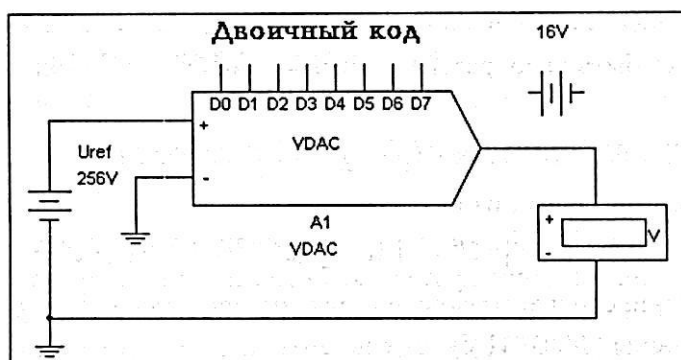 Двоичный код
16V
D0 D1 D2 D3 D4 D5 D6 D7
+
VDAC
Uref
256V
-
A1
VDAC
+
V
-